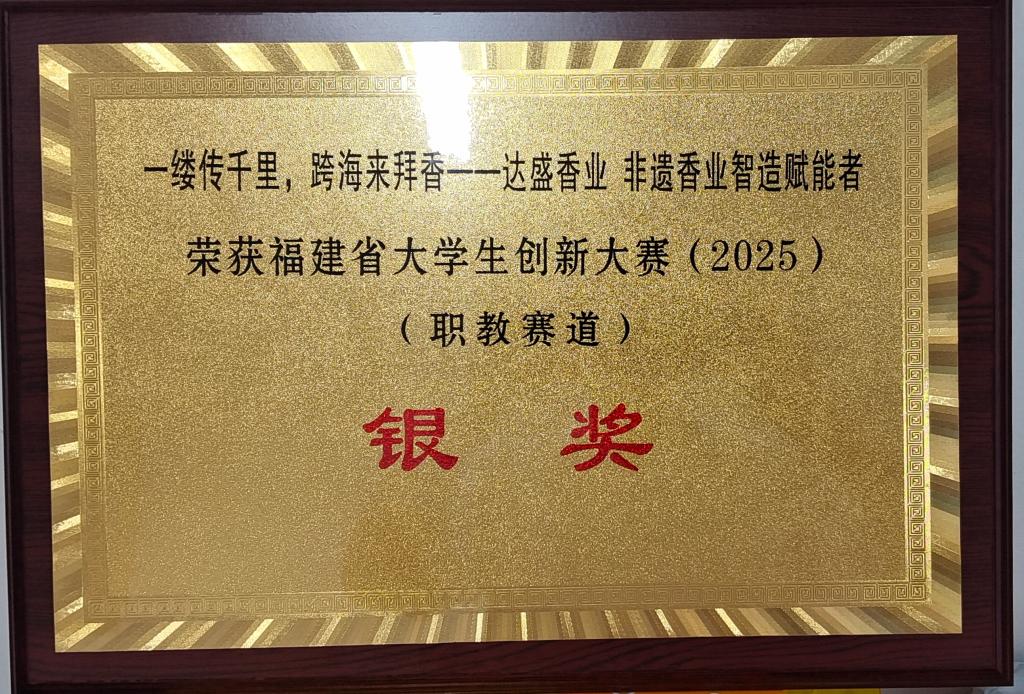 一缕传千里，跨海来拜香——达盛香业 非遗香业智造赋能者
荣获福建省大学生创新大赛（2025）
（职教赛道）
银 奖